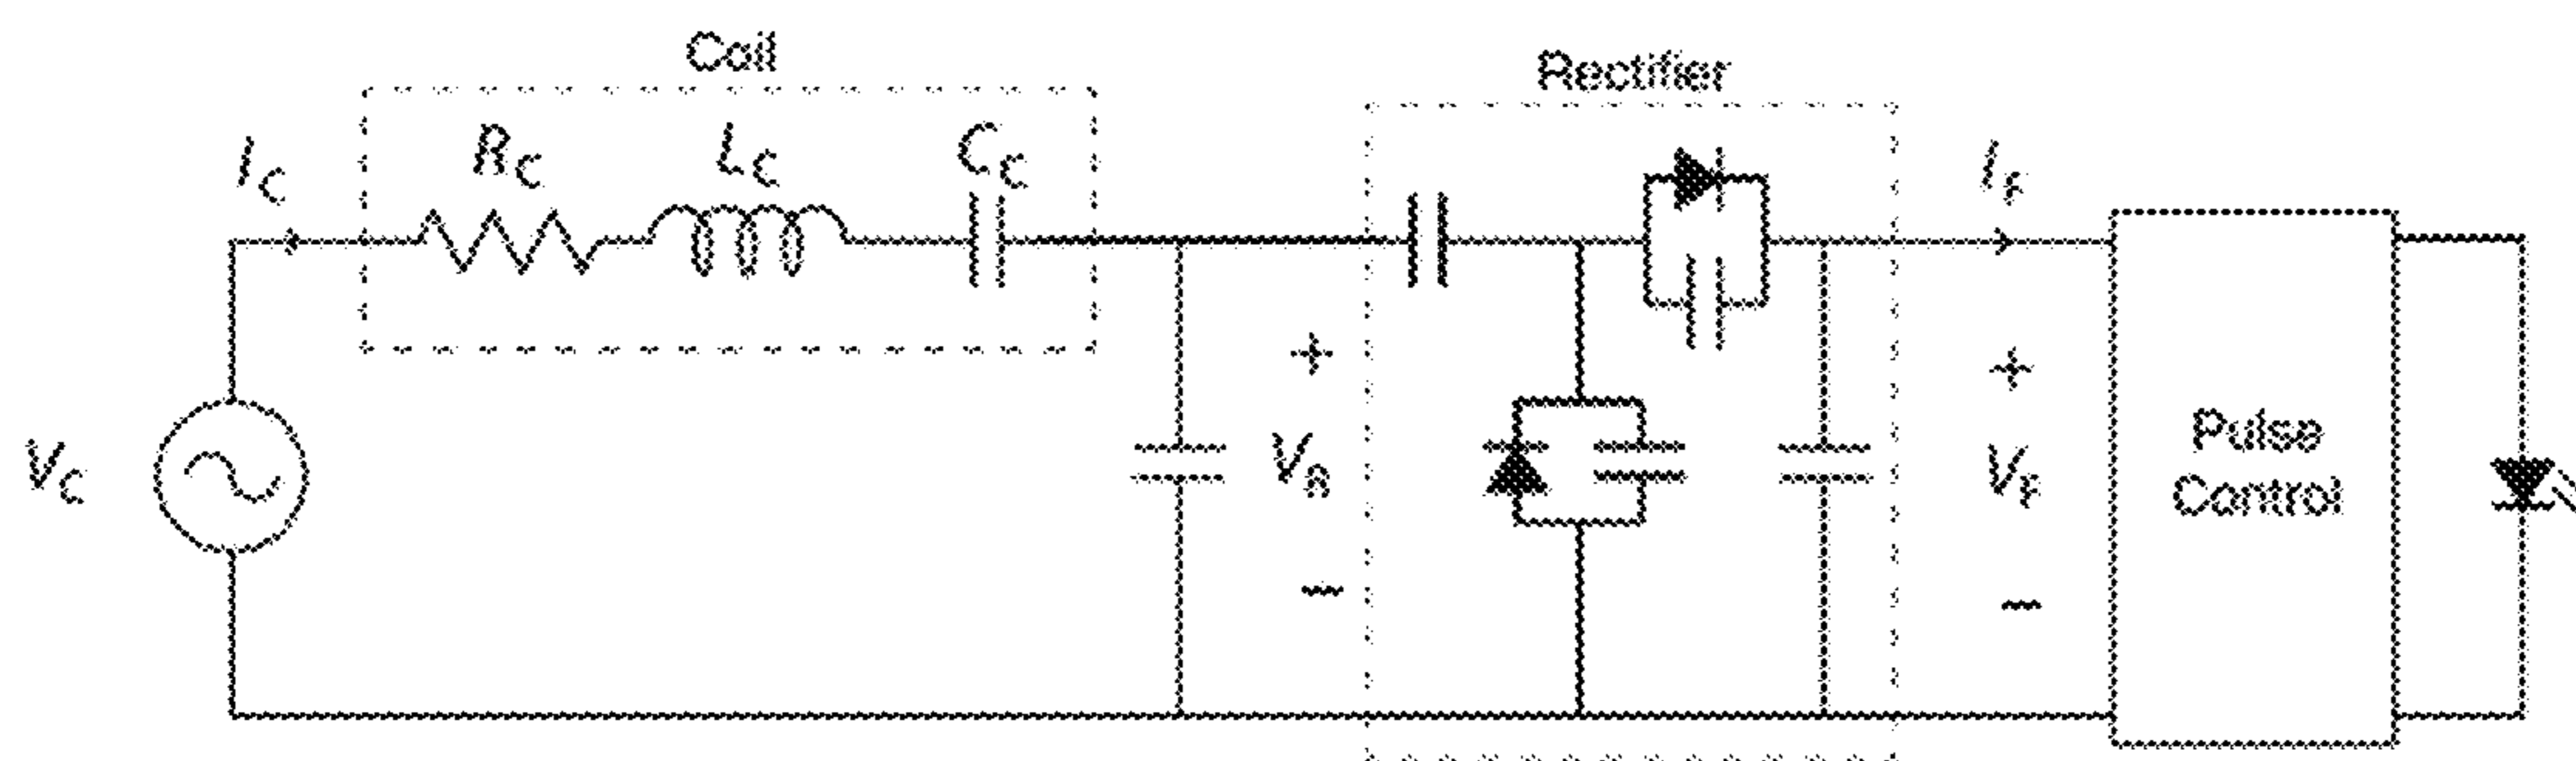 Coil
Rectifier
I_C
R_C
L_C
C_C
I_F
V_C
+
V_R
−
+
V_F
−
Pulse
Control